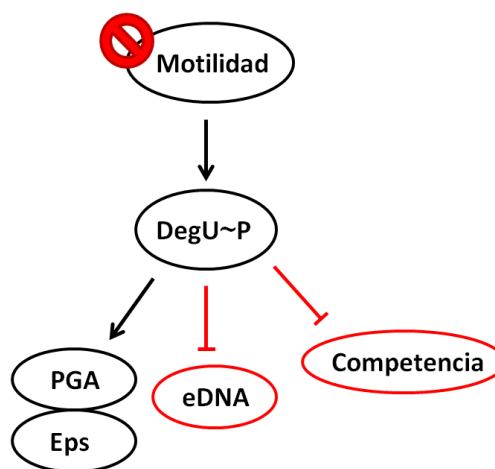 Motilidad
DegU~P
PGA
Eps
eDNA
Competencia